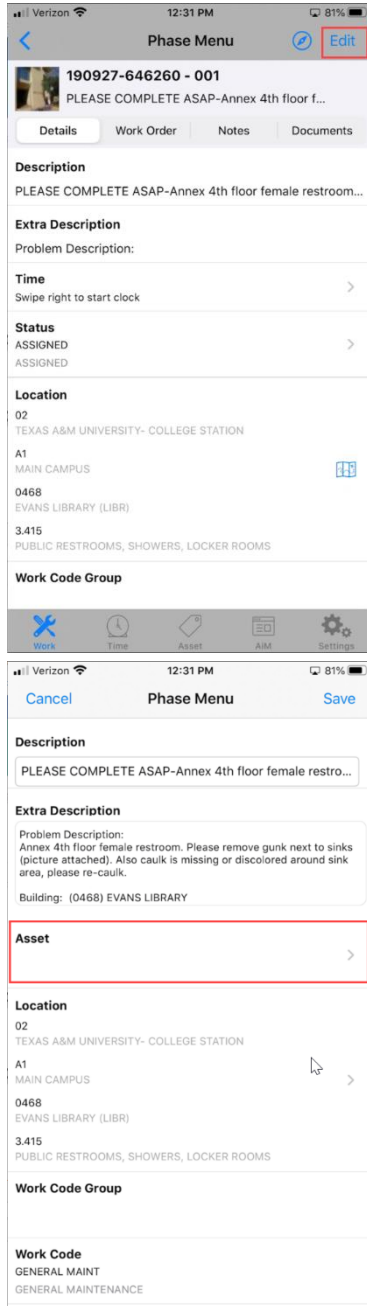 Verizon 12:31 PM 81%
Phase Menu Edit
190927-646260 - 001
PLEASE COMPLETE ASAP-Annex 4th floor f...
Details Work Order Notes Documents
Description
PLEASE COMPLETE ASAP-Annex 4th floor female restroom...
Extra Description
Problem Description:
Time
Swipe right to start clock
Status
ASSIGNED
ASSIGNED
Location
02
TEXAS A&M UNIVERSITY- COLLEGE STATION
A1
MAIN CAMPUS
0468
EVANS LIBRARY (LIBR)
3.415
PUBLIC RESTROOMS, SHOWERS, LOCKER ROOMS
Work Code Group
Work Time Asset AiM Settings
Verizon 12:31 PM 81%
Cancel Phase Menu Save
Description
PLEASE COMPLETE ASAP-Annex 4th floor female restro...
Extra Description
Problem Description:
Annex 4th floor female restroom. Please remove gunk next to sinks
(picture attached). Also caulk is missing or discolored around sink
area, please re-caulk.
Building: (0468) EVANS LIBRARY
Asset
Location
02
TEXAS A&M UNIVERSITY- COLLEGE STATION
A1
MAIN CAMPUS
0468
EVANS LIBRARY (LIBR)
3.415
PUBLIC RESTROOMS, SHOWERS, LOCKER ROOMS
Work Code Group
Work Code
GENERAL MAINT
GENERAL MAINTENANCE